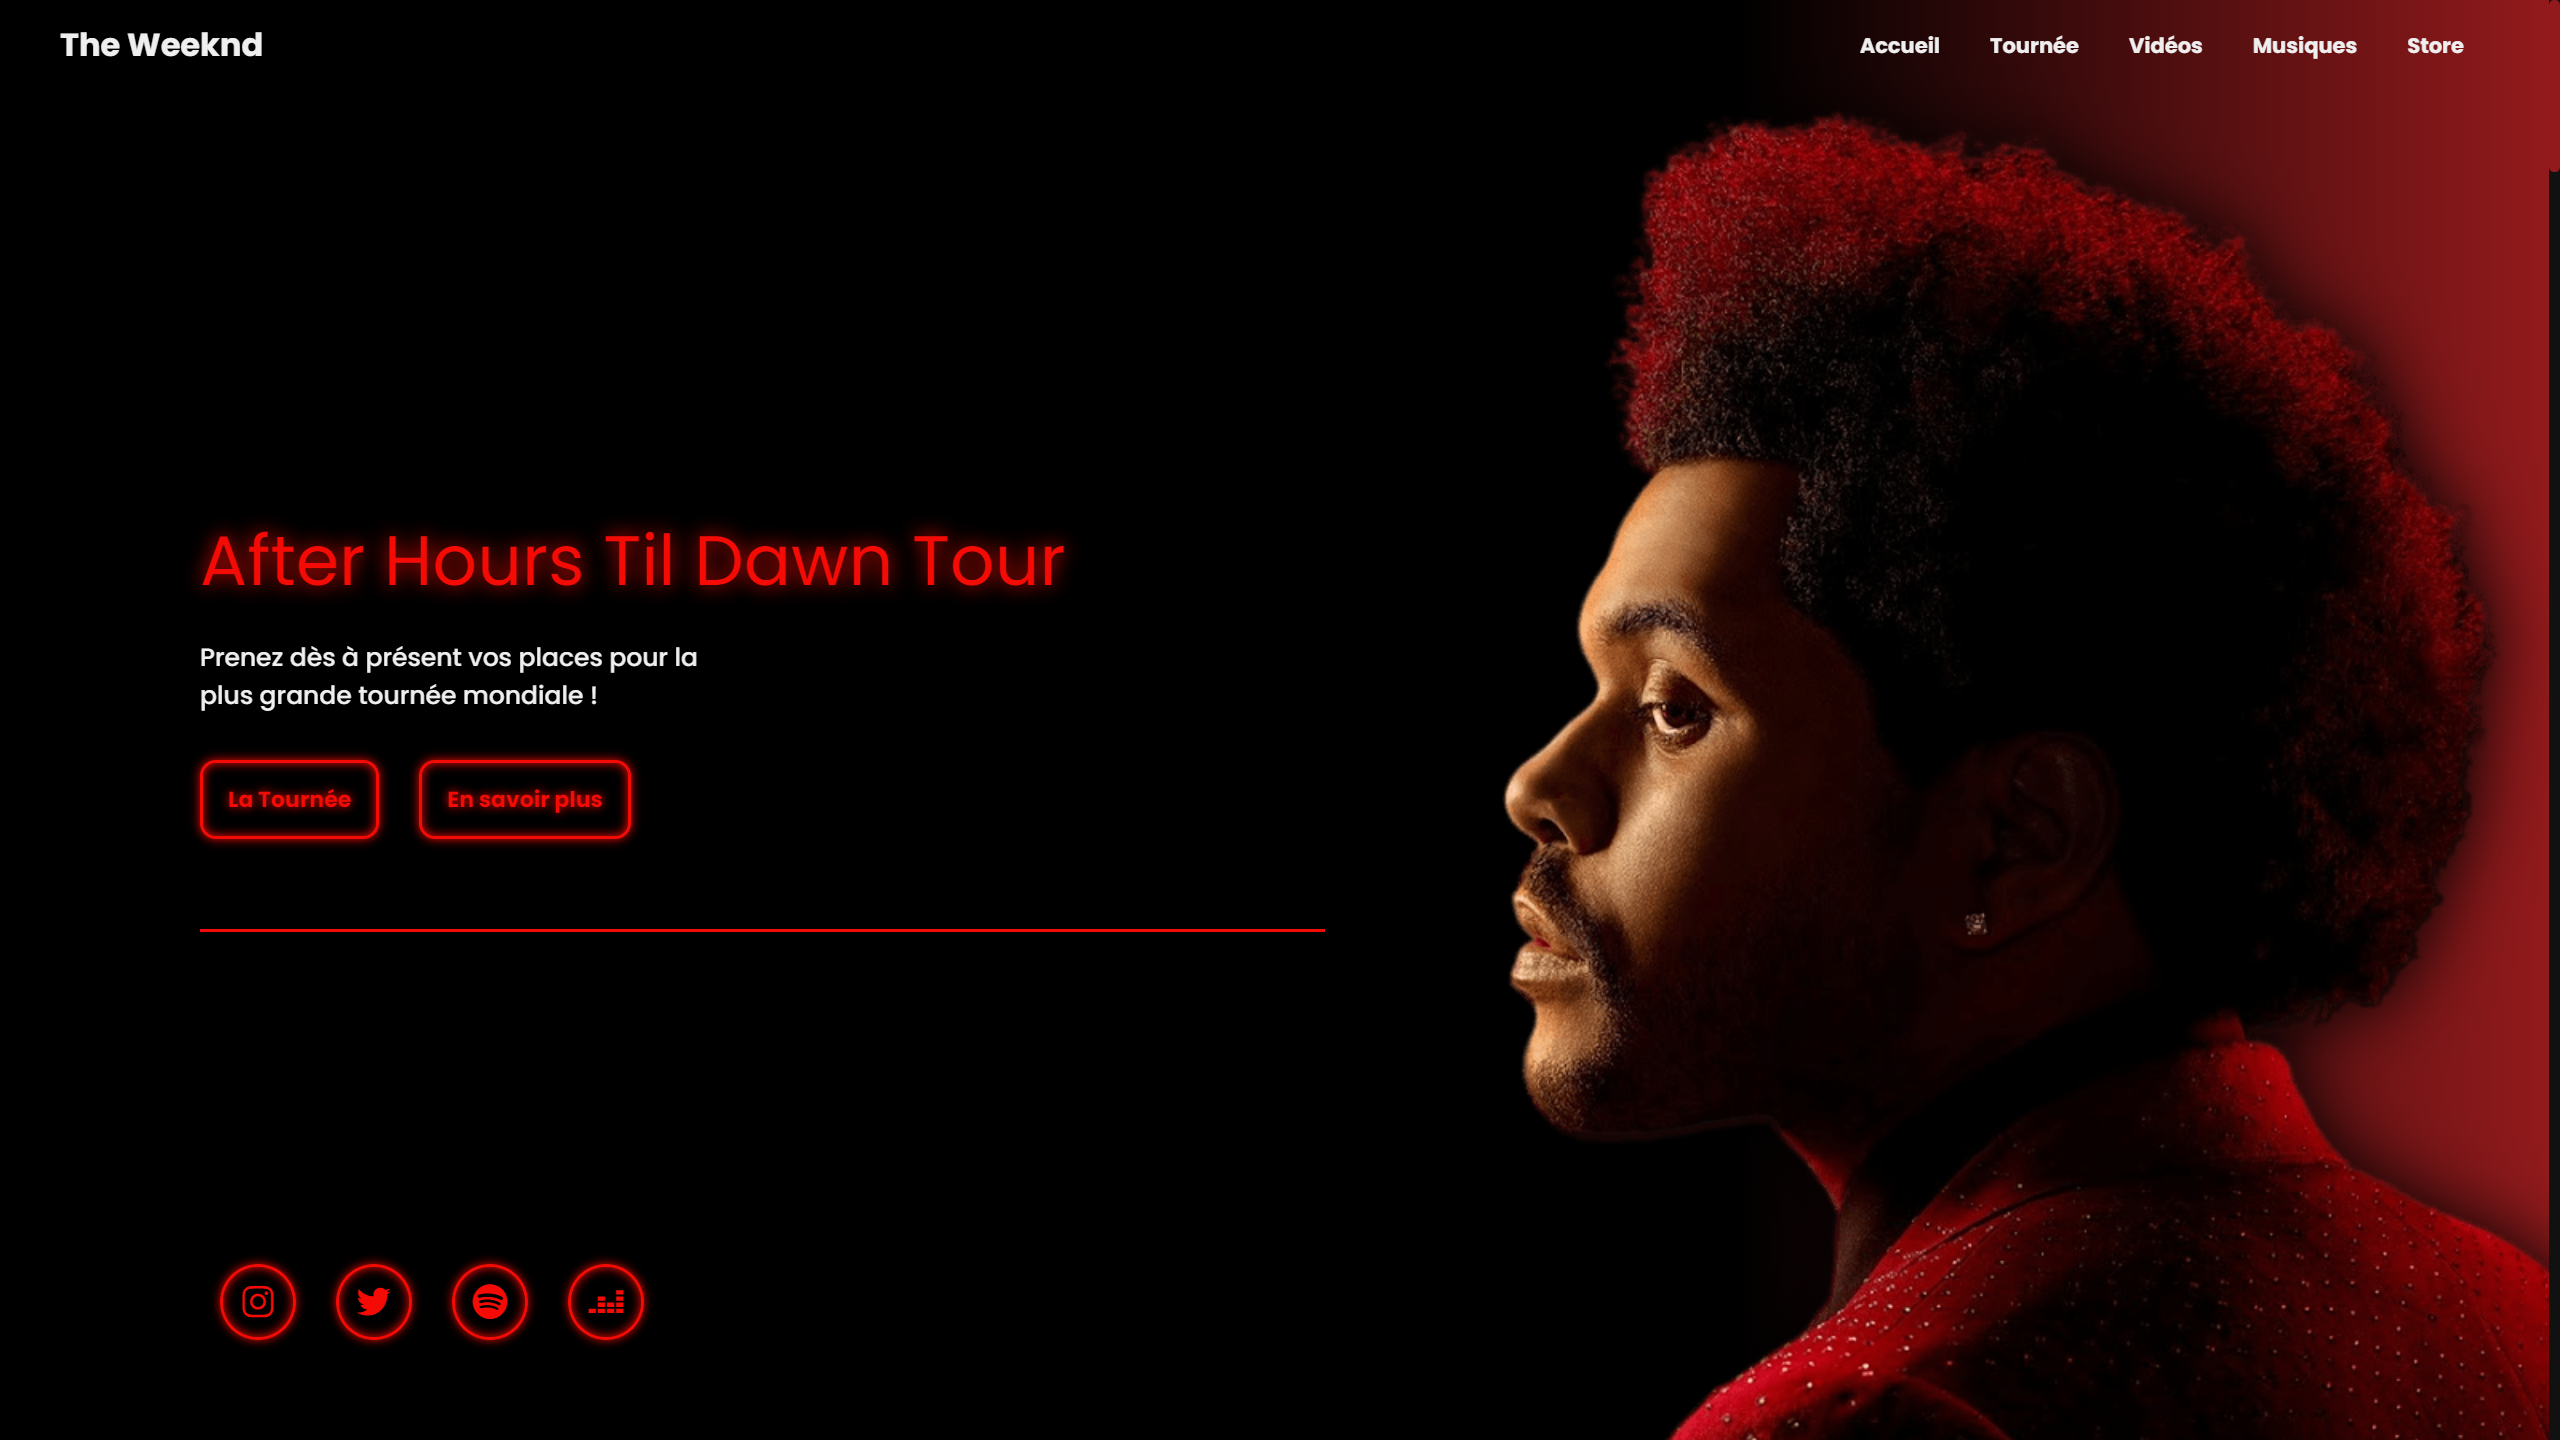 The Weeknd
Accueil
Tournée
Vidéos
Musiques
Store
After Hours Til Dawn Tour
Prenez dès à présent vos places pour la
plus grande tournée mondiale !
La Tournée
En savoir plus